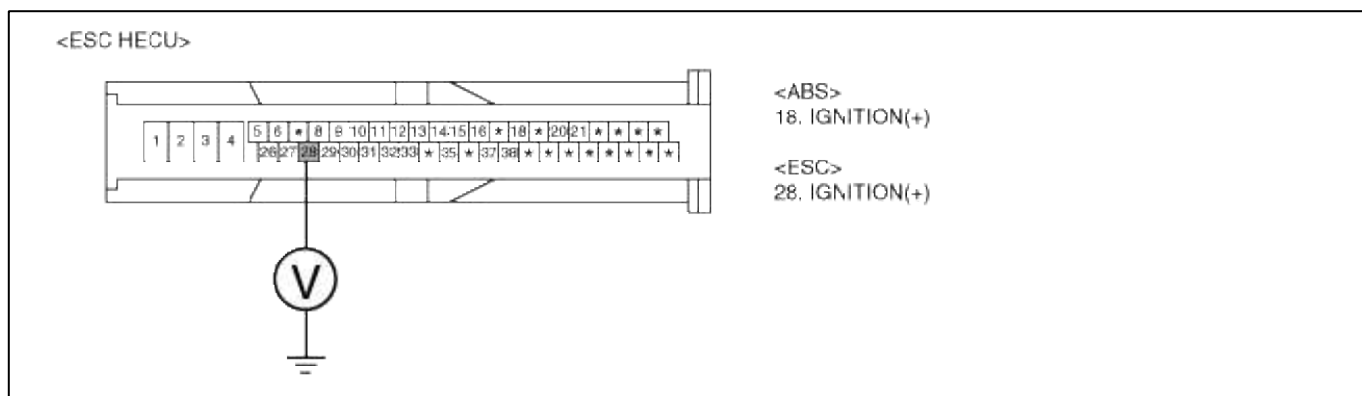 <ESC HECU>
<ABS>
18. IGNITION(+)
<ESC>
28. IGNITION(+)
1 2 3 4
5 6 * 8 9 10 11 12 13 14 15 16 * 18 * 20 21 * * * *
26 27 28 29 30 31 32 33 * 35 * 37 38 * * * * * * * *
V